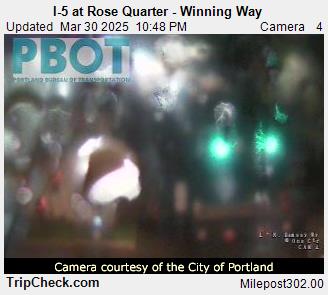 I-5 at Rose Quarter - Winning Way
Updated Mar 30 2025 10:48 PM Camera 4
PBOT
PORTLAND BUREAU OF TRANSPORTATION
Camera courtesy of the City of Portland
TripCheck.com Milepost302.00